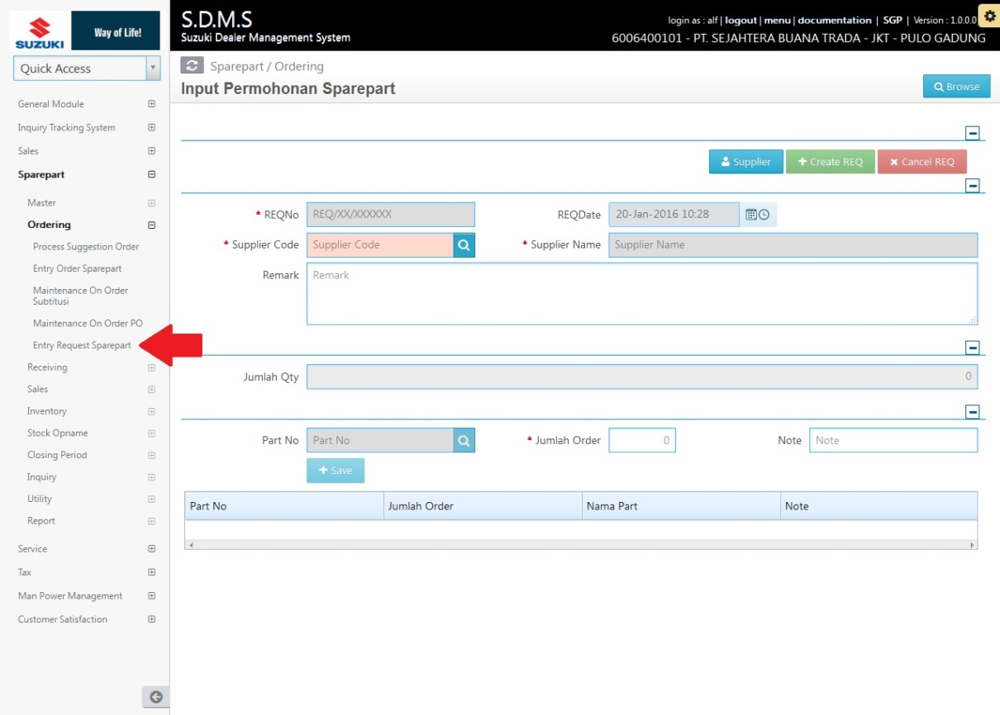 SUZUKI
Way of Life!
S.D.M.S
Suzuki Dealer Management System
login as : alf | logout | menu | documentation | SGP | Version : 1.0.0.0
6006400101 - PT. SEJAHTERA BUANA TRADA - JKT - PULO GADUNG
Quick Access
General Module
Inquiry Tracking System
Sales
Sparepart
Master
Ordering
Process Suggestion Order
Entry Order Sparepart
Maintenance On Order
Subtitusi
Maintenance On Order PO
Entry Request Sparepart
Receiving
Sales
Inventory
Stock Opname
Closing Period
Inquiry
Utility
Report
Service
Tax
Man Power Management
Customer Satisfaction
Sparepart / Ordering
Input Permohonan Sparepart
Browse
Supplier
Create REQ
Cancel REQ
* REQNo
REQ/XX/XXXXXX
REQDate
20-Jan-2016 10:28
* Supplier Code
Supplier Code
* Supplier Name
Supplier Name
Remark
Remark
Jumlah Qty
0
Part No
Part No
* Jumlah Order
0
Note
Note
+ Save
Part No
Jumlah Order
Nama Part
Note